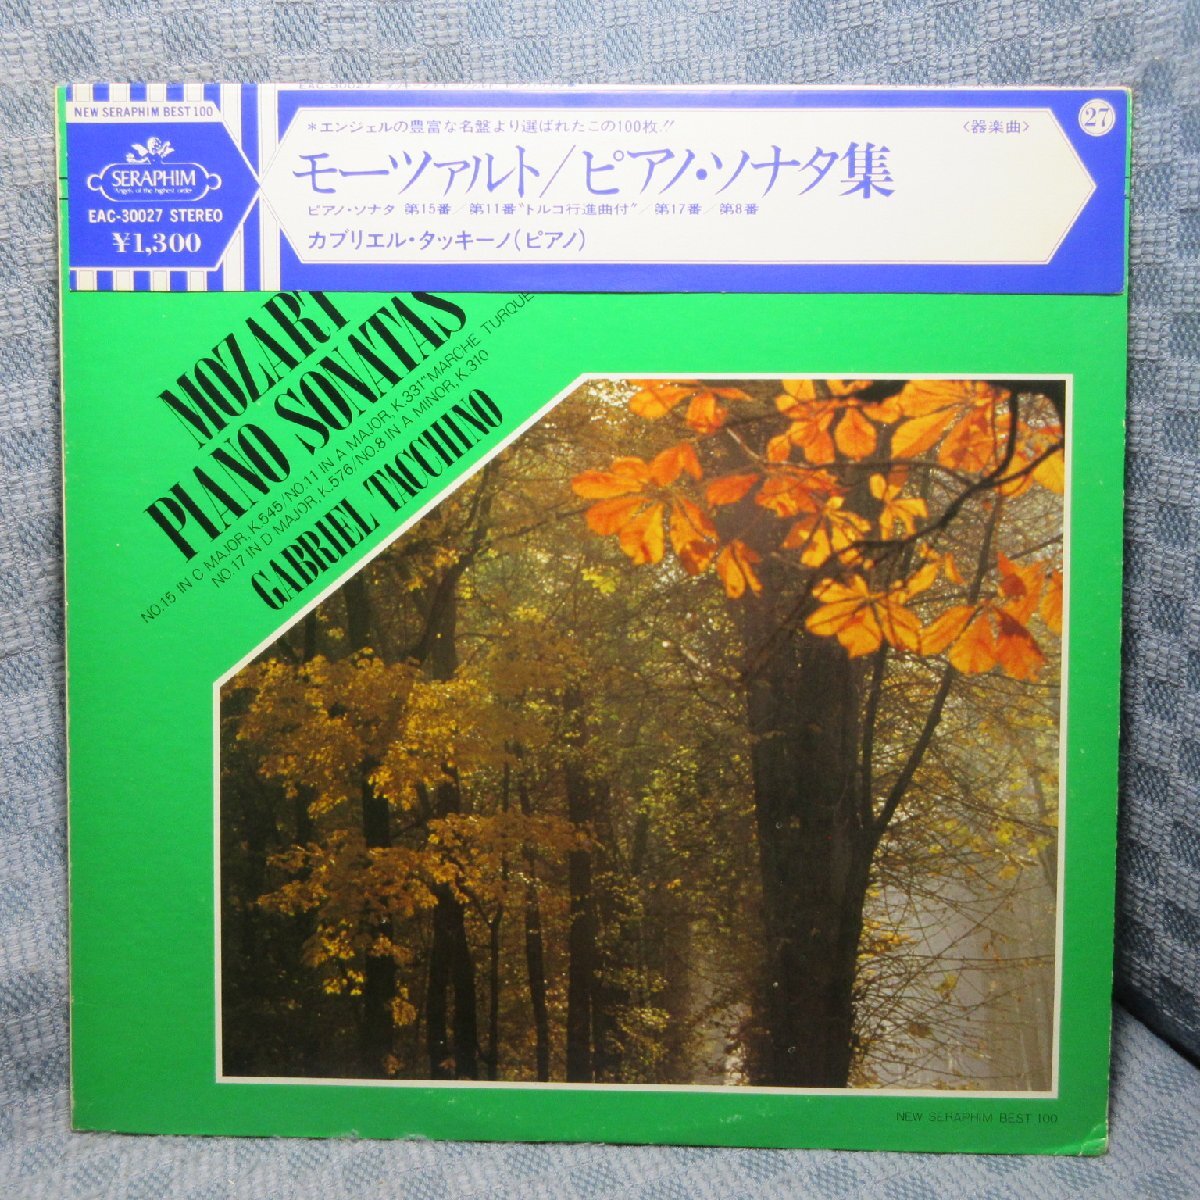 NEW SERAPHIM BEST 100
SERAPHIM
"Angels of the highest order"
EAC-30027 STEREO
¥1,300
*エンジェルの豊富な名盤より選ばれたこの100枚!!
〈器楽曲〉
27
モーツァルト/ピアノ・ソナタ集
ピアノ・ソナタ 第15番/第11番"トルコ行進曲付"/第17番/第8番
カブリエル・タッキーノ(ピアノ)
MOZART
PIANO SONATAS
NO.15 IN C MAJOR, K.545/NO.11 IN A MAJOR, K.331"MARCHE TURQUE
NO.17 IN D MAJOR, K.576/NO.8 IN A MINOR, K.310
GABRIEL TACCHINO
NEW SERAPHIM BEST 100